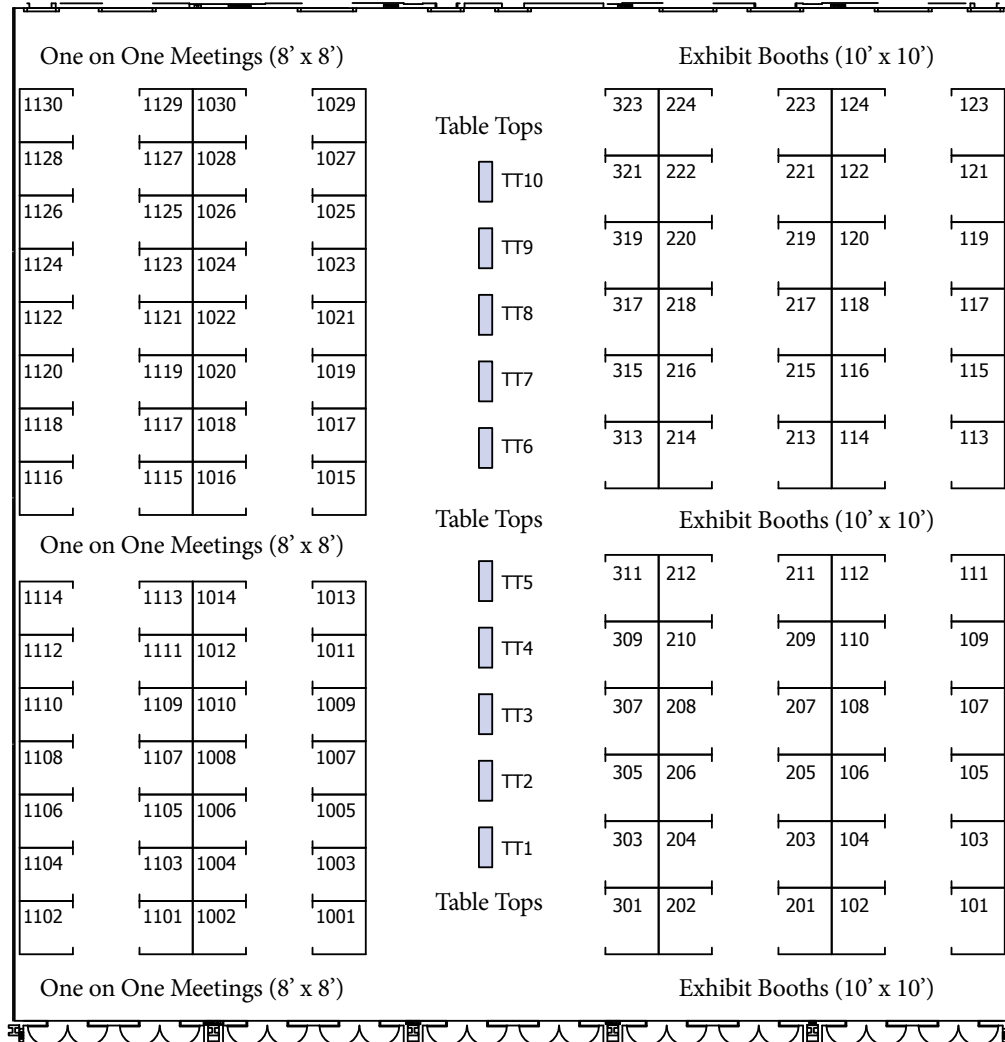 One on One Meetings (8’ x 8’) Exhibit Booths (10’ x 10’)
1130 1129 1030 1029 323 224 223 124 123
Table Tops
1128 1127 1028 1027 321 222 221 122 121
TT10
1126 1125 1026 1025
TT9 319 220 219 120 119
1124 1123 1024 1023
1122 1121 1022 1021 TT8 317 218 217 118 117
1120 1119 1020 1019 TT7 315 216 215 116 115
1118 1117 1018 1017 TT6 313 214 213 114 113
1116 1115 1016 1015
Table Tops Exhibit Booths (10’ x 10’)
One on One Meetings (8’ x 8’)
TT5 311 212 211 112 111
1114 1113 1014 1013
1112 1111 1012 1011 TT4 309 210 209 110 109
1110 1109 1010 1009 TT3 307 208 207 108 107
1108 1107 1008 1007
TT2 305 206 205 106 105
1106 1105 1006 1005
TT1 303 204 203 104 103
1104 1103 1004 1003
Table Tops 301 202 201 102 101
1102 1101 1002 1001
One on One Meetings (8’ x 8’) Exhibit Booths (10’ x 10’)